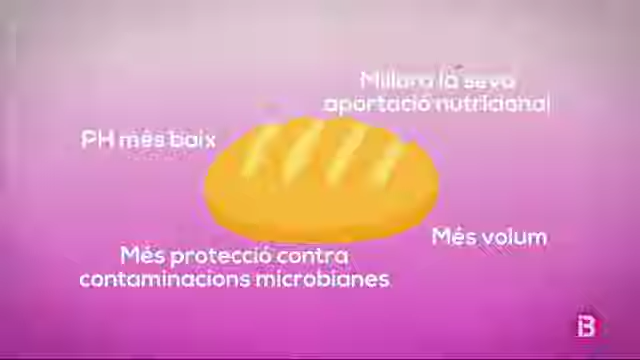 Millora la seva
aportació nutricional
PH més baix
Més volum
Més protecció contra
contaminacions microbianes
B